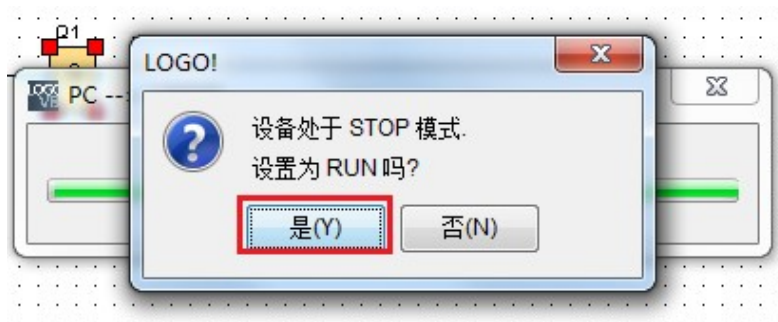 Q1
LOGO!
PC --
设备处于 STOP 模式.
设置为 RUN 吗?
是(Y)
否(N)